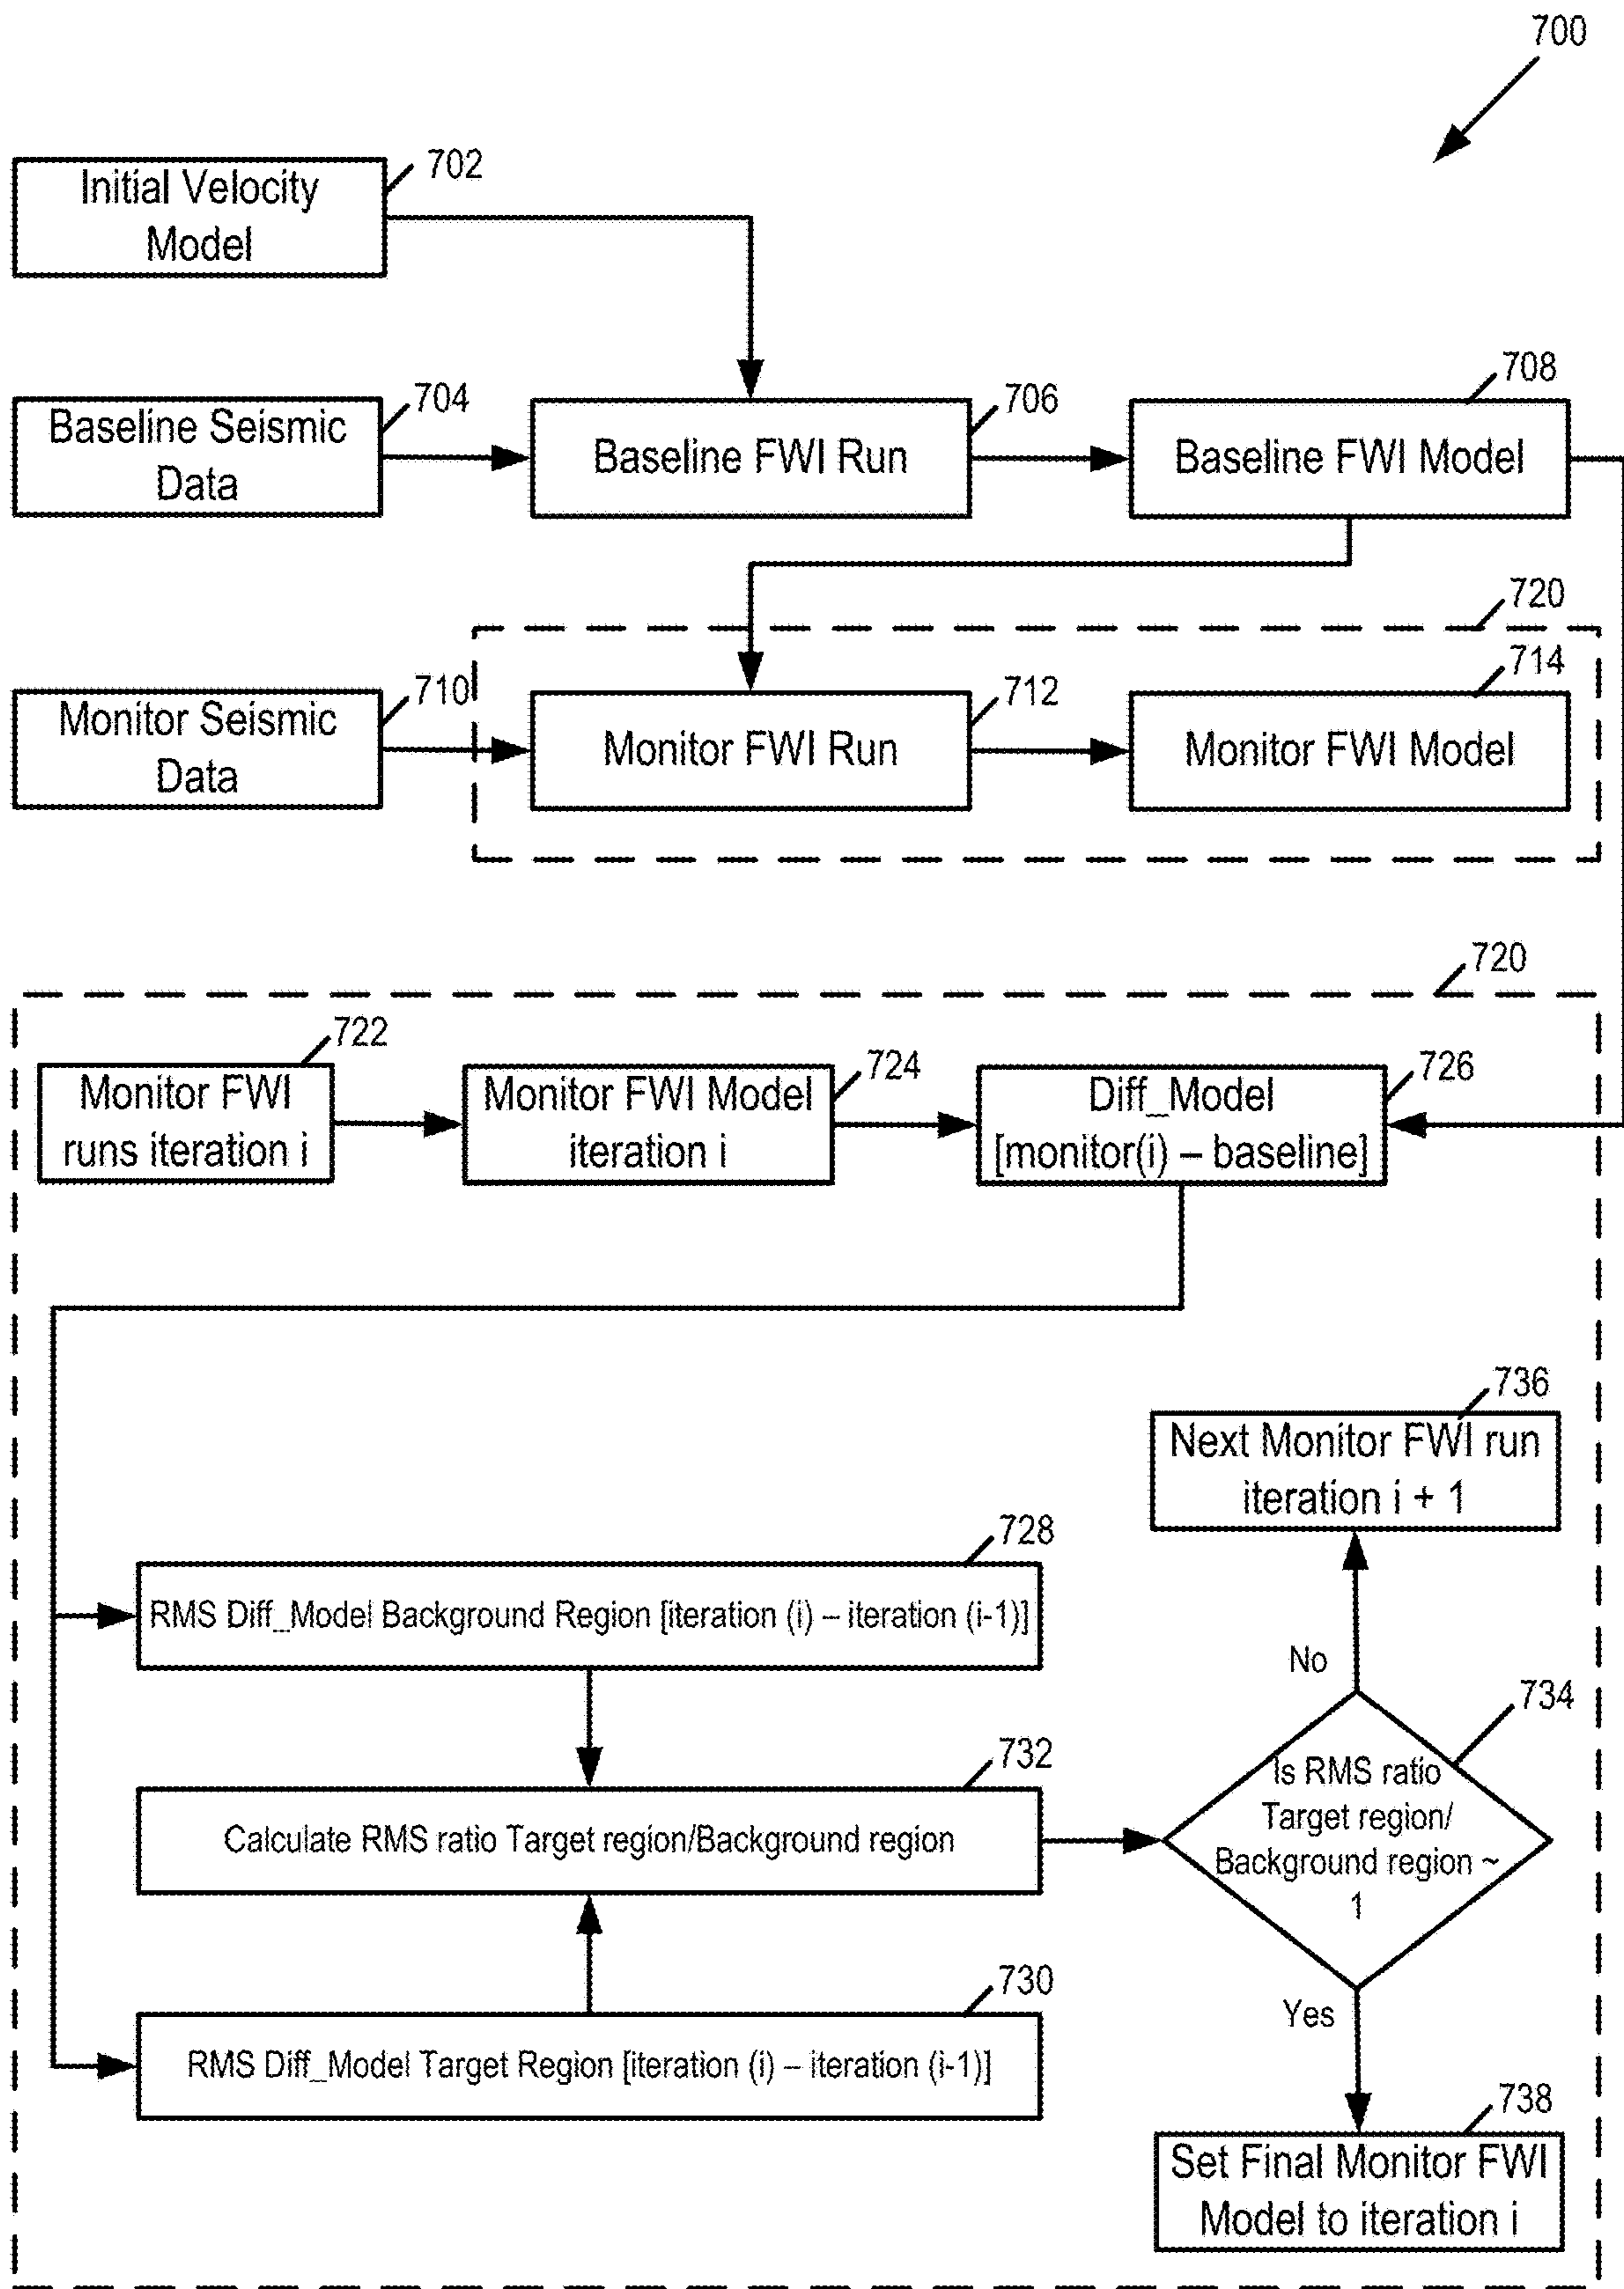 700
702
Initial Velocity
Model
704
Baseline Seismic
Data
706
Baseline FWI Run
708
Baseline FWI Model
720
710
Monitor Seismic
Data
712
Monitor FWI Run
714
Monitor FWI Model
720
722
Monitor FWI
runs iteration i
724
Monitor FWI Model
iteration i
726
Diff_Model
[monitor(i) – baseline]
736
Next Monitor FWI run
iteration i + 1
728
RMS Diff_Model Background Region [iteration (i) – iteration (i-1)]
No
734
732
Calculate RMS ratio Target region/Background region
Is RMS ratio
Target region/
Background region ~
1
730
RMS Diff_Model Target Region [iteration (i) – iteration (i-1)]
Yes
738
Set Final Monitor FWI
Model to iteration i